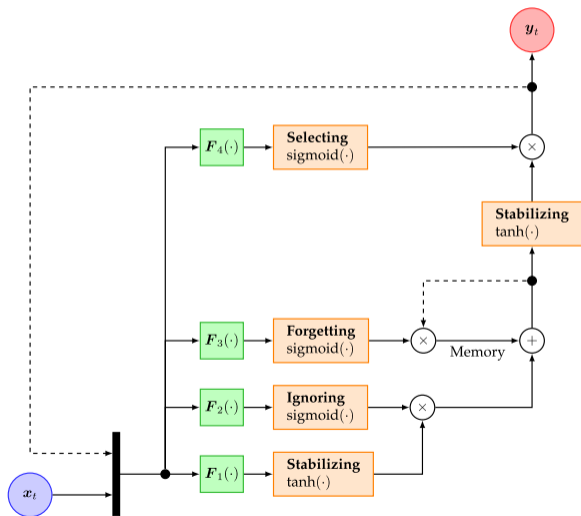 y_t
F_4(·)
Selecting
sigmoid(·)
×
Stabilizing
tanh(·)
F_3(·)
Forgetting
sigmoid(·)
×
Memory
+
F_2(·)
Ignoring
sigmoid(·)
×
F_1(·)
Stabilizing
tanh(·)
x_t